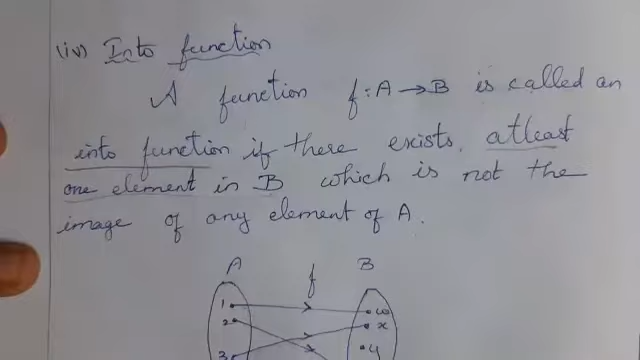 (iv) Into function
A function f: A → B is called an
into function if there exists, atleast
one element in B which is not the
image of any element of A.
A f B
1 ω
2 x
3 y